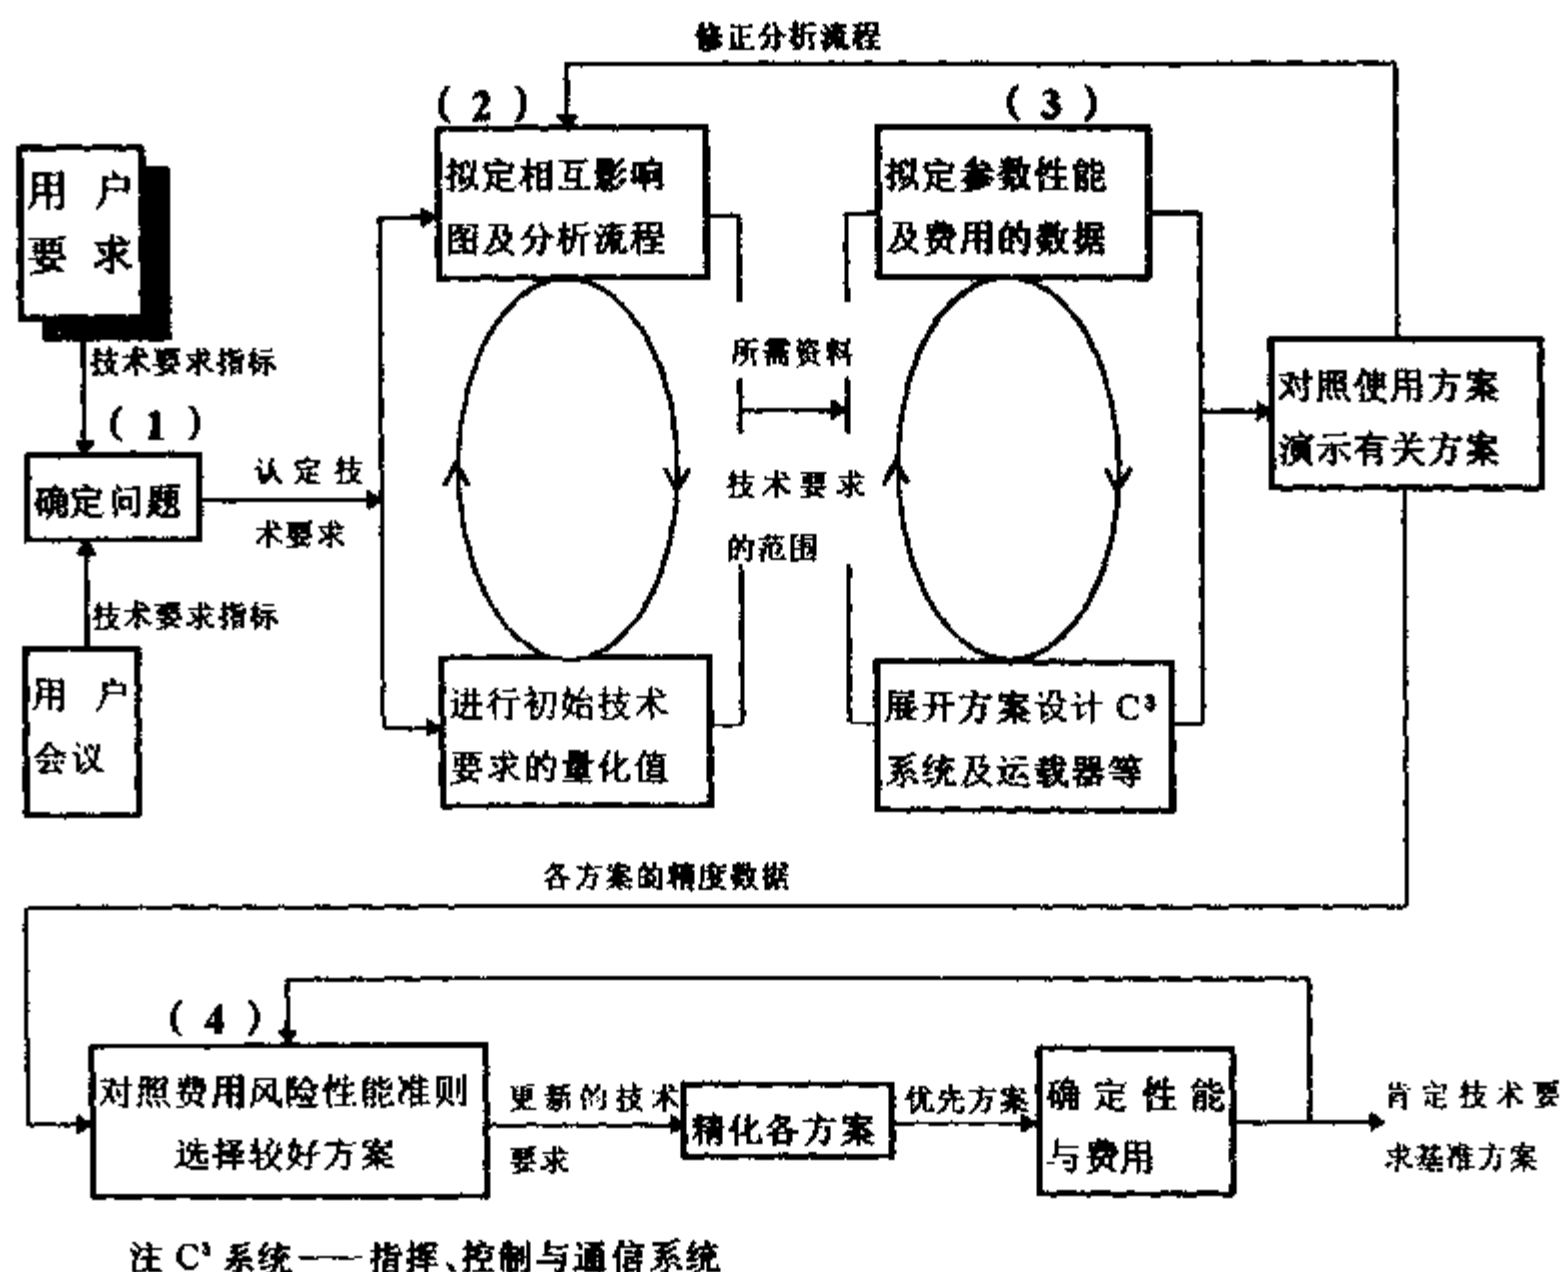 修正分析流程
(2)
(3)
用户
要求
拟定相互影响
图及分析流程
拟定参数性能
及费用的数据
技术要求指标
所需资料
对照使用方案
演示有关方案
(1)
确定问题
认定技
术要求
技术要求
的范围
技术要求指标
用户
会议
进行初始技术
要求的量化值
展开方案设计 C³
系统及运载器等
各方案的精度数据
(4)
对照费用风险性能准则
选择较好方案
更新的技术
要求
精化各方案
优先方案
确定性能
与费用
肯定技术要
求基准方案
注 C³ 系统——指挥、控制与通信系统